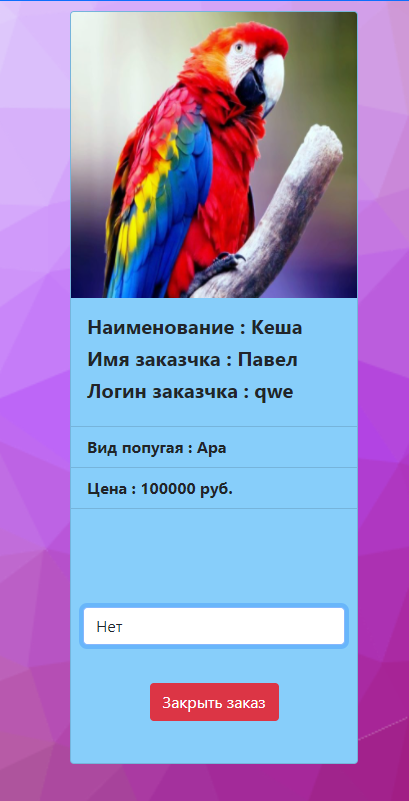 Наименование : Кеша
Имя заказчка : Павел
Логин заказчка : qwe
Вид попугая : Ара
Цена : 100000 руб.
Нет
Закрыть заказ